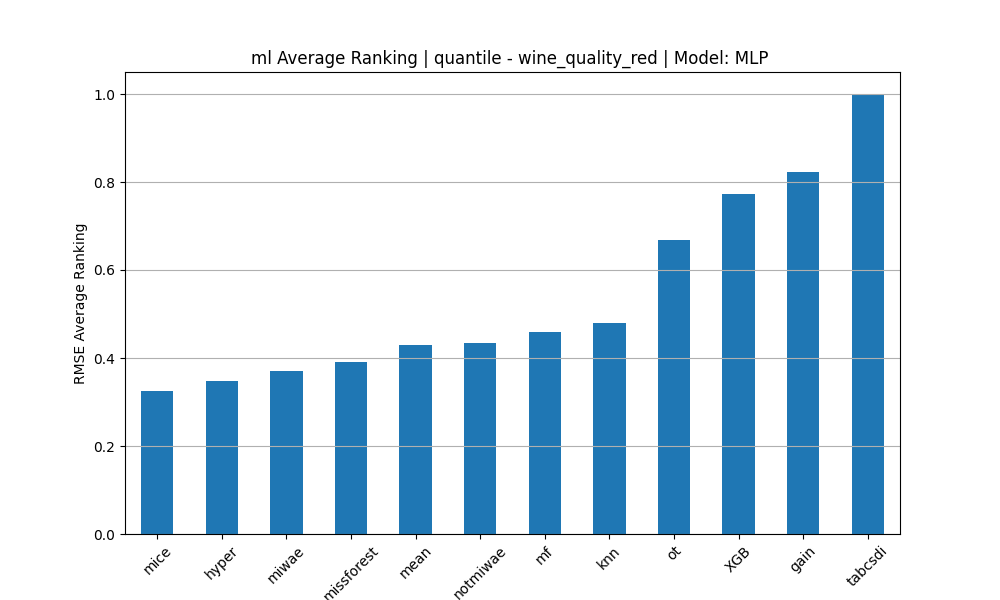 ml Average Ranking | quantile - wine_quality_red | Model: MLP
RMSE Average Ranking
1.0
0.8
0.6
0.4
0.2
0.0
mice
hyper
miwae
missforest
mean
notmiwae
mf
knn
ot
XGB
gain
tabcsdi